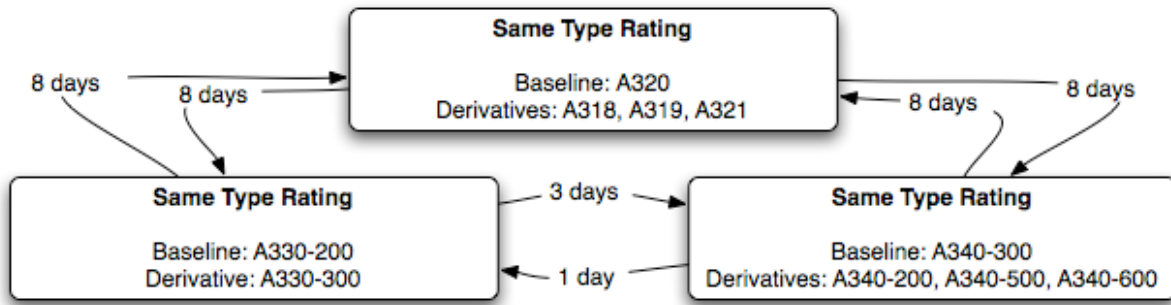 Same Type Rating
Baseline: A320
Derivatives: A318, A319, A321
8 days
8 days
8 days
8 days
Same Type Rating
Baseline: A330-200
Derivative: A330-300
3 days
1 day
Same Type Rating
Baseline: A340-300
Derivatives: A340-200, A340-500, A340-600